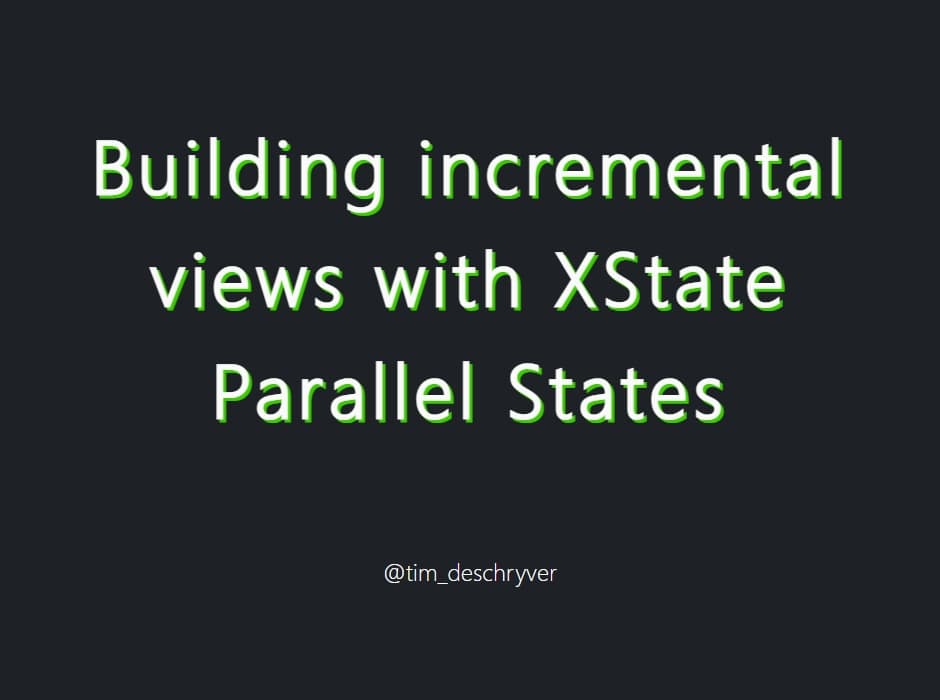 Building incremental
views with XState
Parallel States
@tim_deschryver